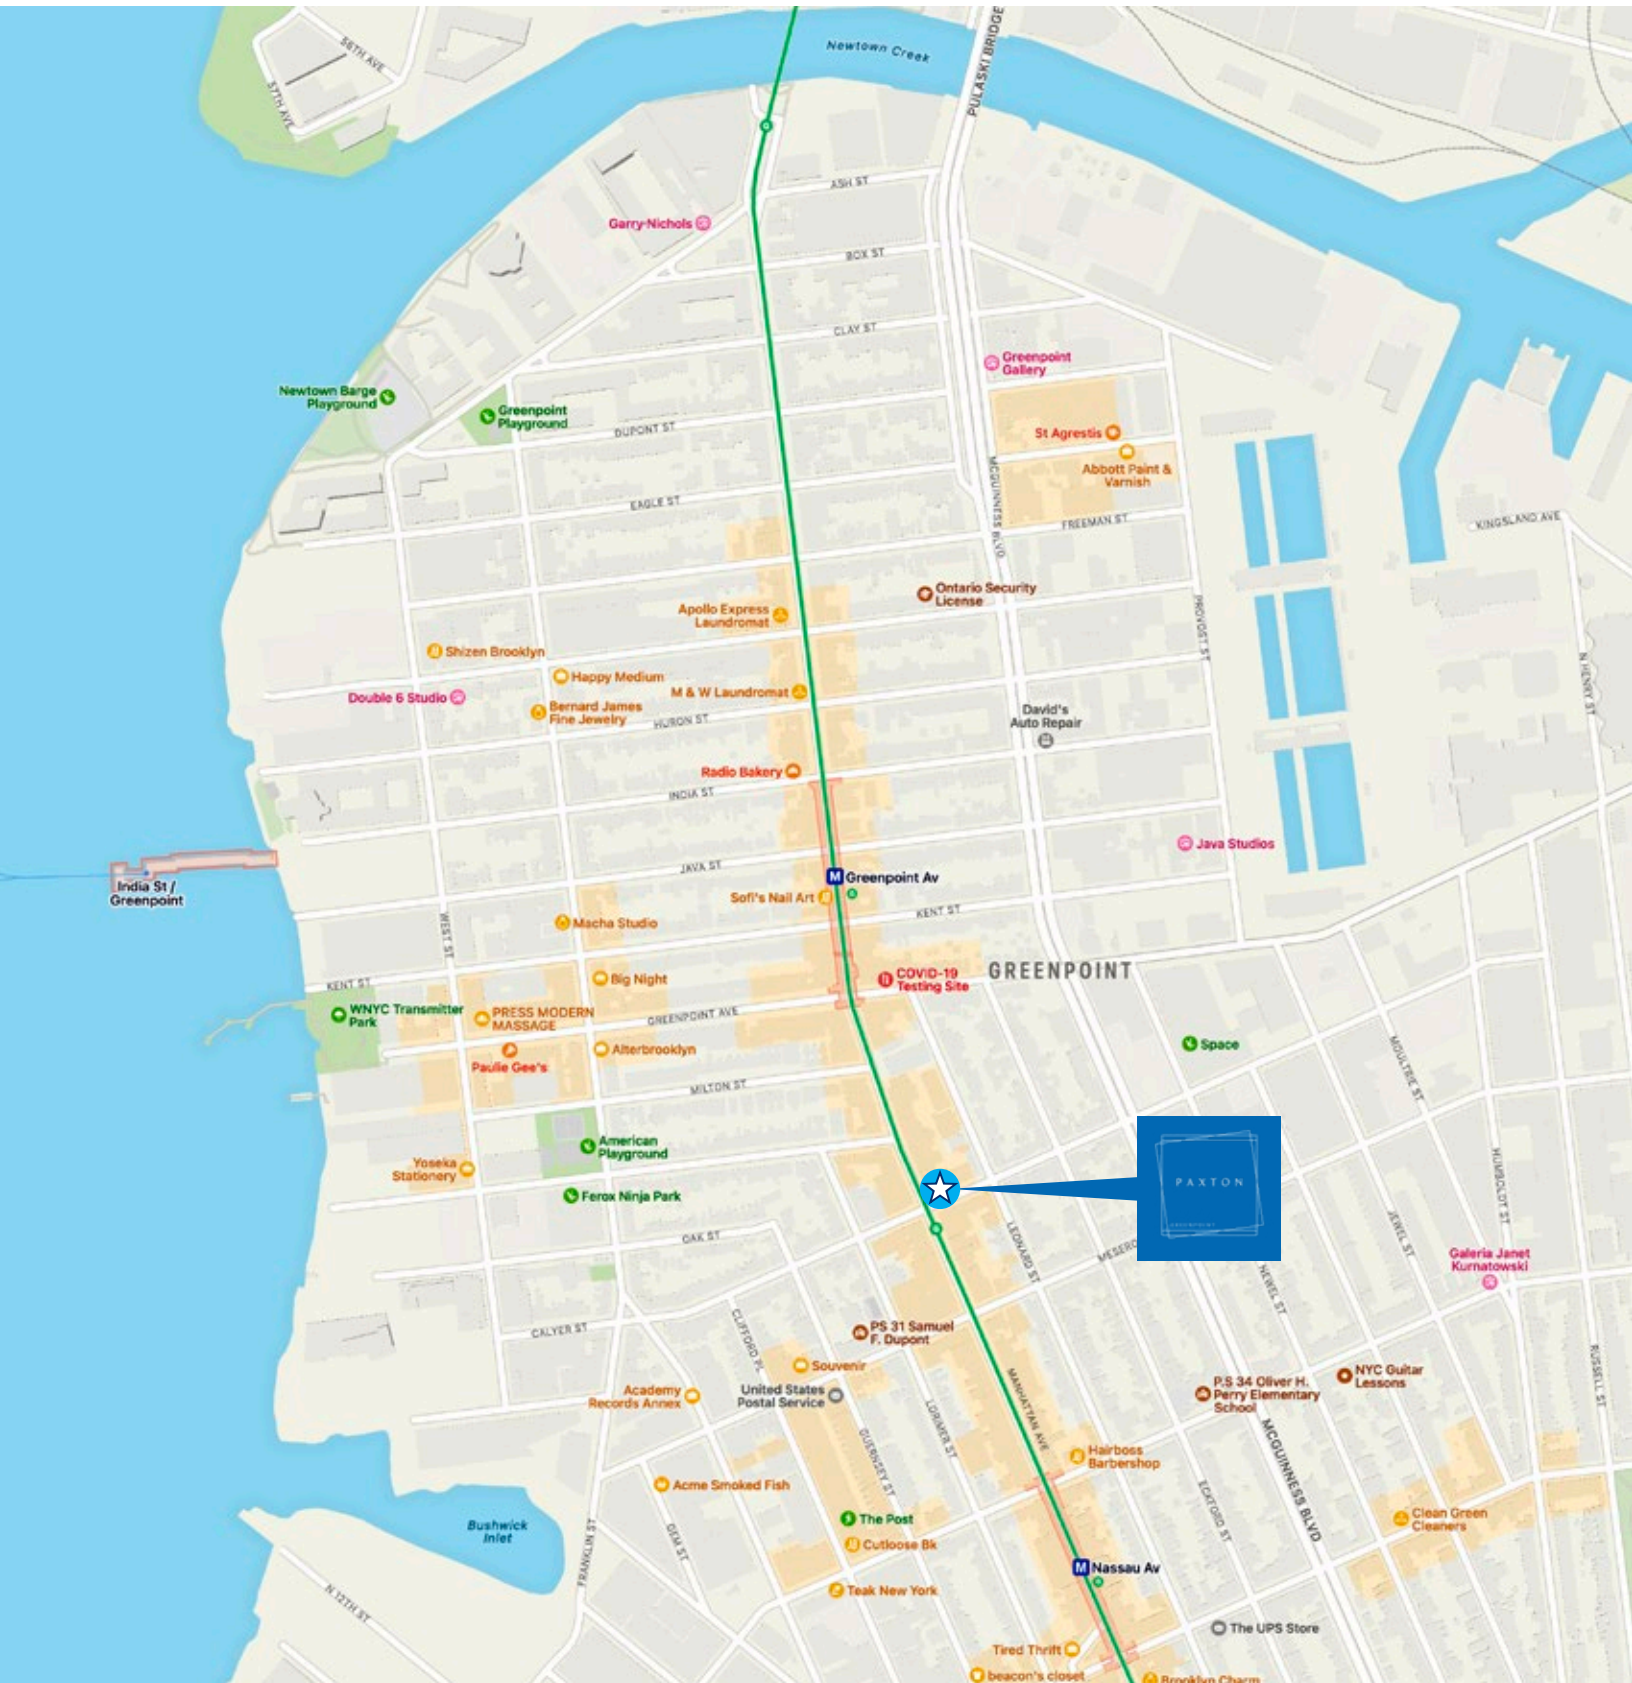 56TH AVE
57TH AVE
Newtown Creek
PULASKI BRIDGE
ASH ST
Garry-Nichols
BOX ST
CLAY ST
Greenpoint
Gallery
Newtown Barge
Playground
Greenpoint
Playground
DUPONT ST
St Agrestis
Abbott Paint &
Varnish
MCGUINNESS BLVD
EAGLE ST
FREEMAN ST
KINGSLAND AVE
Ontario Security
License
Apollo Express
Laundromat
PROVOST ST
Shizen Brooklyn
Happy Medium
M & W Laundromat
Double 6 Studio
Bernard James
Fine Jewelry
HURON ST
N HENRY ST
David's
Auto Repair
Radio Bakery
INDIA ST
Java Studios
JAVA ST
India St /
Greenpoint
M Greenpoint Av
Sofi's Nail Art
KENT ST
WEST ST
Macha Studio
GREENPOINT
COVID-19
Testing Site
Big Night
KENT ST
WNYC Transmitter
Park
PRESS MODERN
MASSAGE
GREENPOINT AVE
Alterbrooklyn
Paulie Gee's
Space
MOULTRIE ST
MILTON ST
American
Playground
Yoseka
Stationery
Ferox Ninja Park
PAXTON
GREENPOINT
HUMBOLDT ST
JEWEL ST
OAK ST
LEONARD ST
MESERO
NEWEL ST
Galeria Janet
Kurnatowski
CALYER ST
CLIFFORD PL
PS 31 Samuel
F. Dupont
Souvenir
United States
Postal Service
Academy
Records Annex
MANHATTAN AVE
LORIMER ST
GUERNSEY ST
P.S 34 Oliver H.
Perry Elementary
School
NYC Guitar
Lessons
RUSSELL ST
MCGUINNESS BLVD
Hairboss
Barbershop
Acme Smoked Fish
ECKFORD ST
The Post
Cutloose Bk
Clean Green
Cleaners
Bushwick
Inlet
FRANKLIN ST
GEM ST
M Nassau Av
Teak New York
N 12TH ST
The UPS Store
Tired Thrift
beacon's closet
Brooklyn Charm